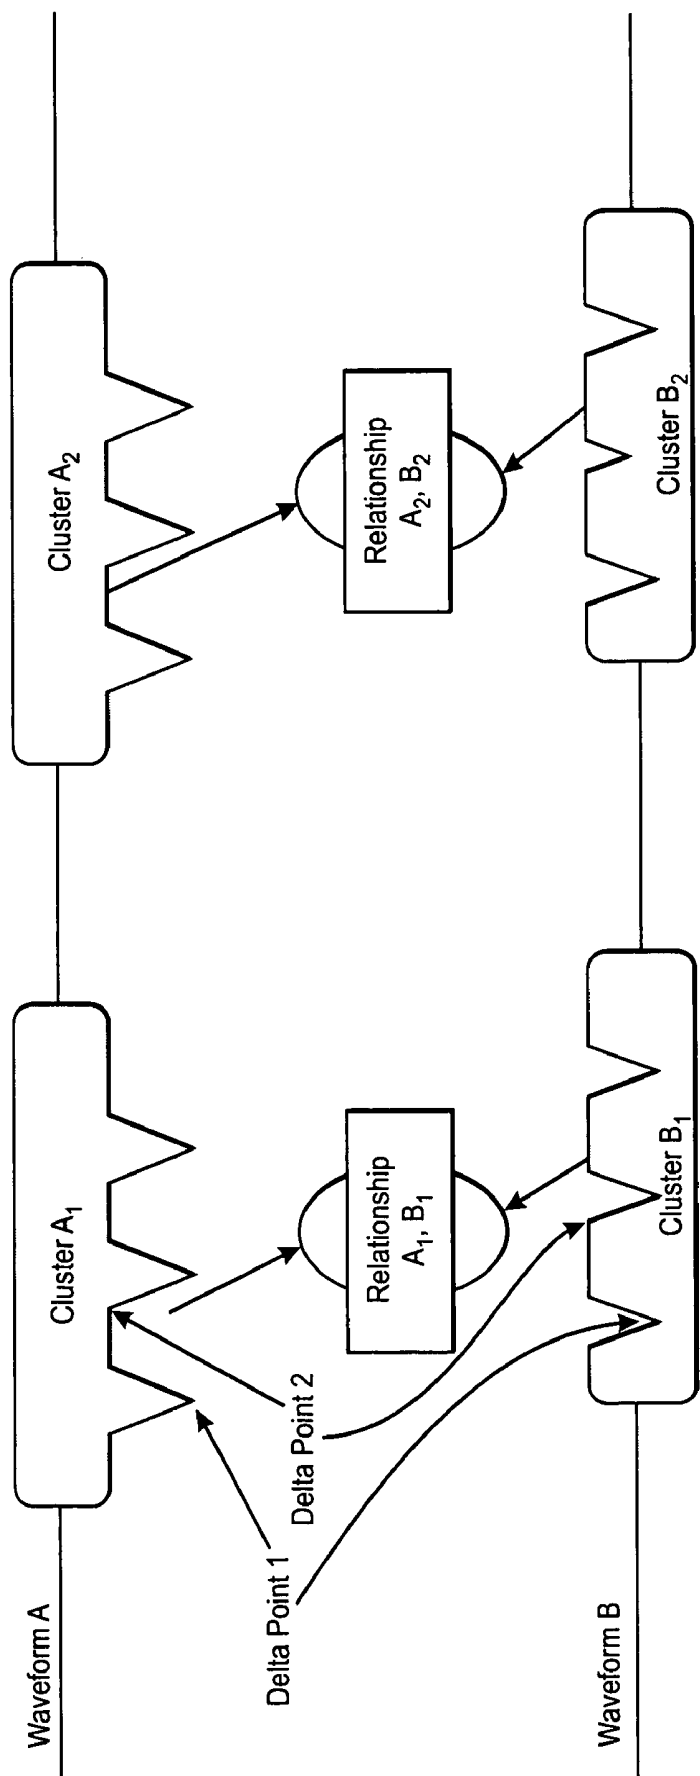 Waveform A
Cluster A₁
Cluster A₂
Delta Point 1
Delta Point 2
Relationship
A₁, B₁
Relationship
A₂, B₂
Waveform B
Cluster B₁
Cluster B₂